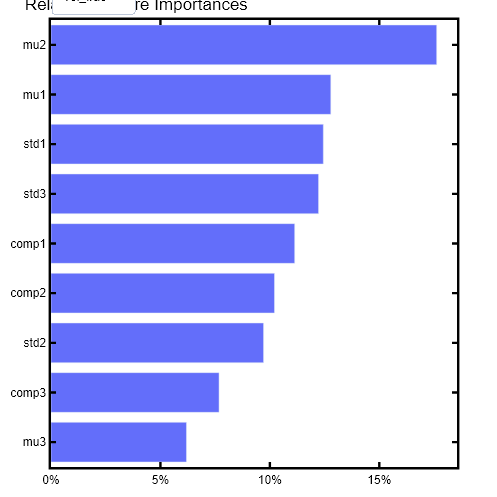 Rela re Importances
mu2
mu1
std1
std3
comp1
comp2
std2
comp3
mu3
0% 5% 10% 15%